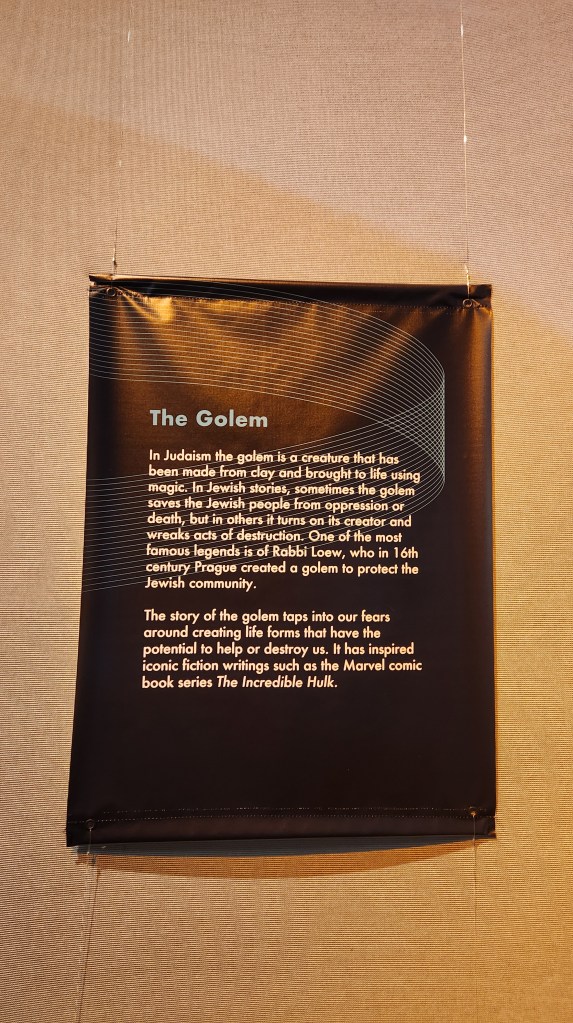 The Golem
In Judaism the golem is a creature that has
been made from clay and brought to life using
magic. In Jewish stories, sometimes the golem
saves the Jewish people from oppression or
death, but in others it turns on its creator and
wreaks acts of destruction. One of the most
famous legends is of Rabbi Loew, who in 16th
century Prague created a golem to protect the
Jewish community.
The story of the golem taps into our fears
around creating life forms that have the
potential to help or destroy us. It has inspired
iconic fiction writings such as the Marvel comic
book series The Incredible Hulk.